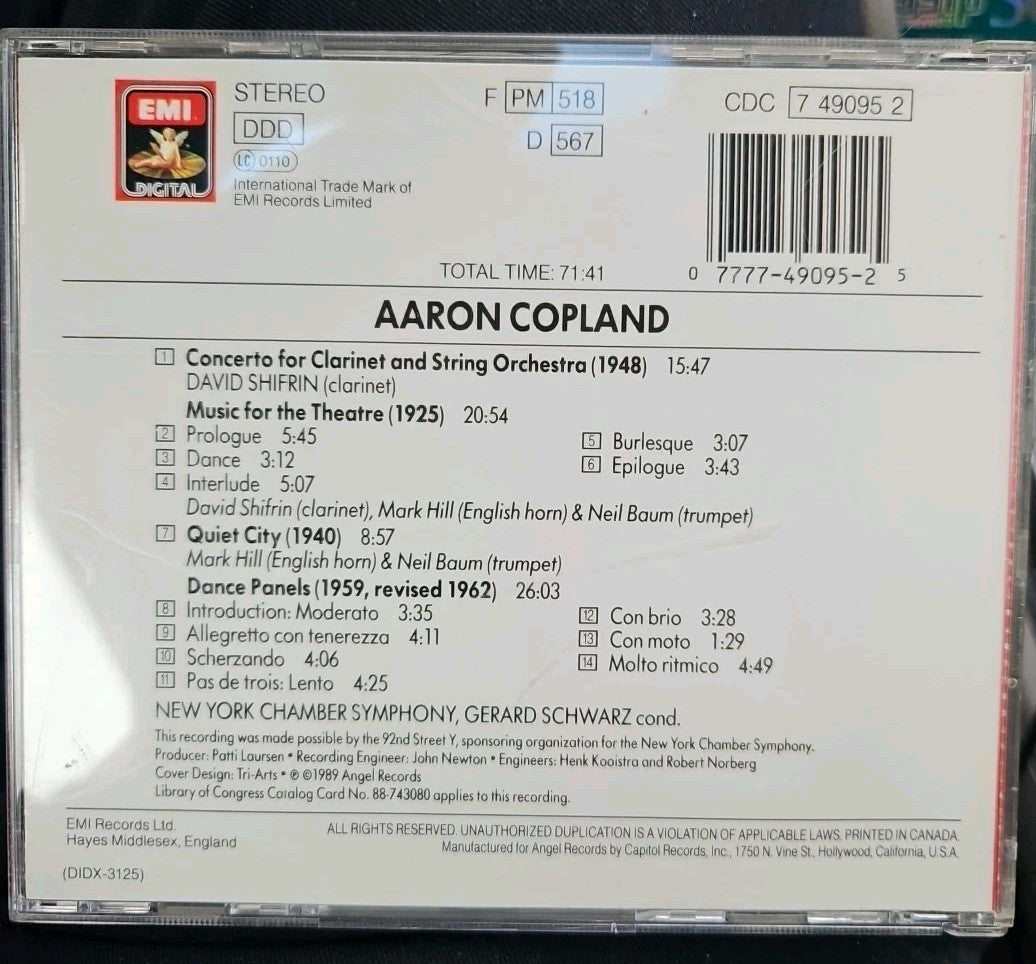 EMI
DIGITAL
STEREO
DDD
LC 0110
International Trade Mark of
EMI Records Limited
F PM 518
D 567
CDC 7 49095 2
0 7777-49095-2 5
TOTAL TIME: 71:41
AARON COPLAND
1 Concerto for Clarinet and String Orchestra (1948) 15:47
DAVID SHIFRIN (clarinet)
Music for the Theatre (1925) 20:54
2 Prologue 5:45
3 Dance 3:12
4 Interlude 5:07
5 Burlesque 3:07
6 Epilogue 3:43
David Shifrin (clarinet), Mark Hill (English horn) & Neil Baum (trumpet)
7 Quiet City (1940) 8:57
Mark Hill (English horn) & Neil Baum (trumpet)
Dance Panels (1959, revised 1962) 26:03
8 Introduction: Moderato 3:35
9 Allegretto con tenerezza 4:11
10 Scherzando 4:06
11 Pas de trois: Lento 4:25
12 Con brio 3:28
13 Con moto 1:29
14 Molto ritmico 4:49
NEW YORK CHAMBER SYMPHONY, GERARD SCHWARZ cond.
This recording was made possible by the 92nd Street Y, sponsoring organization for the New York Chamber Symphony.
Producer: Patti Laursen • Recording Engineer: John Newton • Engineers: Henk Kooistra and Robert Norberg
Cover Design: Tri-Arts • ℗ ©1989 Angel Records
Library of Congress Catalog Card No. 88-743080 applies to this recording.
EMI Records Ltd.
Hayes Middlesex, England
ALL RIGHTS RESERVED. UNAUTHORIZED DUPLICATION IS A VIOLATION OF APPLICABLE LAWS. PRINTED IN CANADA.
Manufactured for Angel Records by Capitol Records, Inc., 1750 N. Vine St., Hollywood, California, U.S.A.
(DIDX-3125)